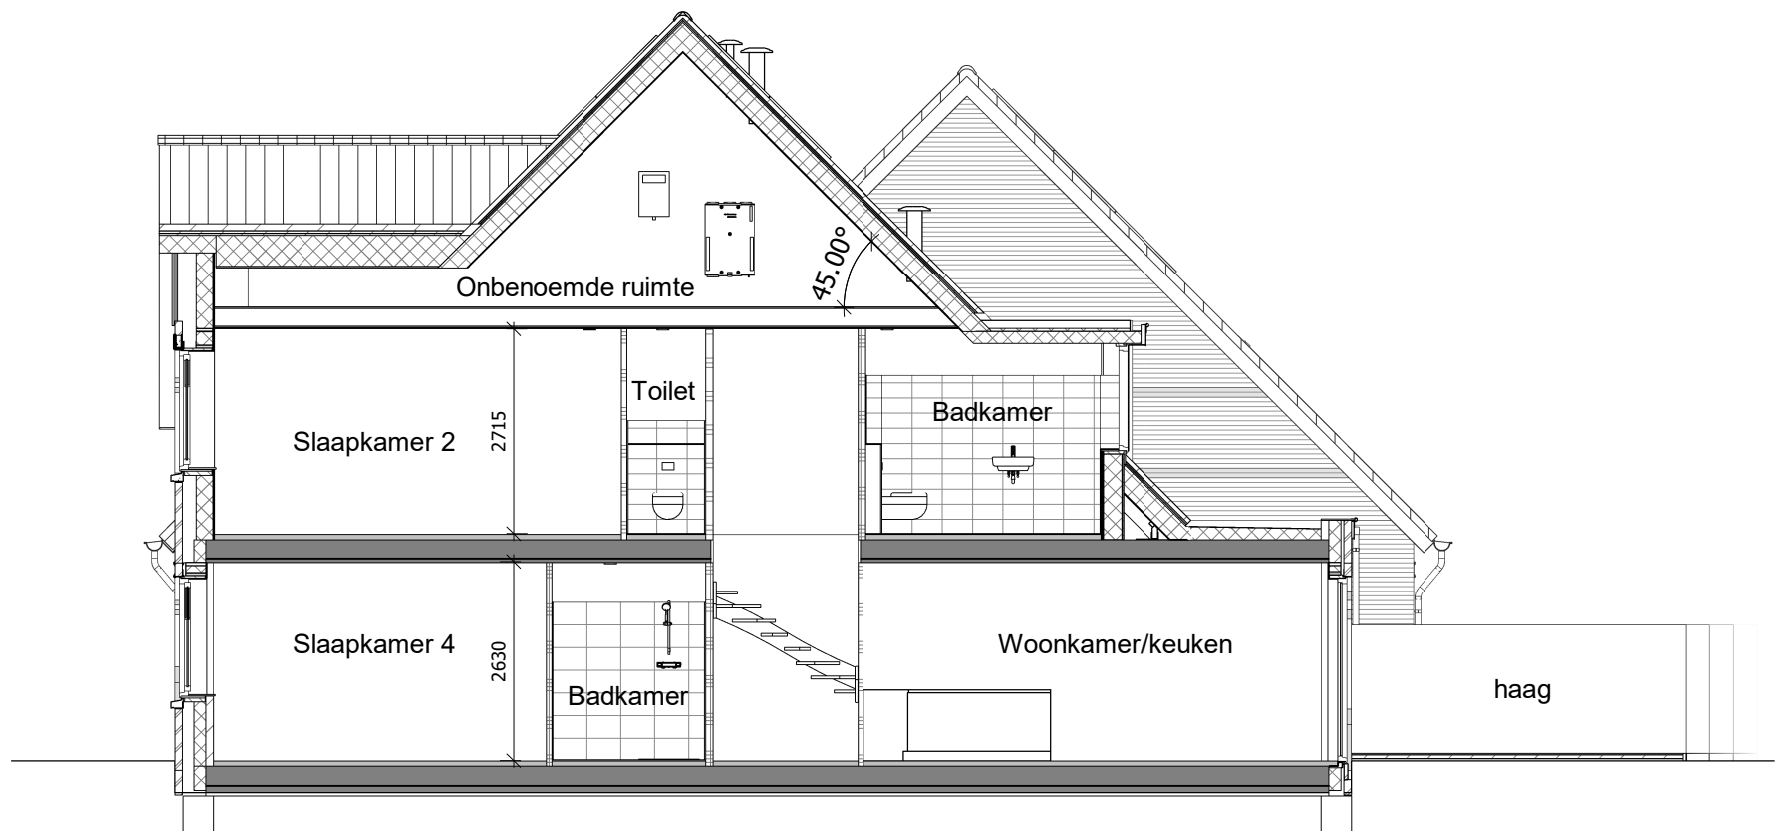 45.00°
Onbenoemde ruimte
Toilet
Badkamer
Slaapkamer 2
2715
Slaapkamer 4
2630
Woonkamer/keuken
Badkamer
haag